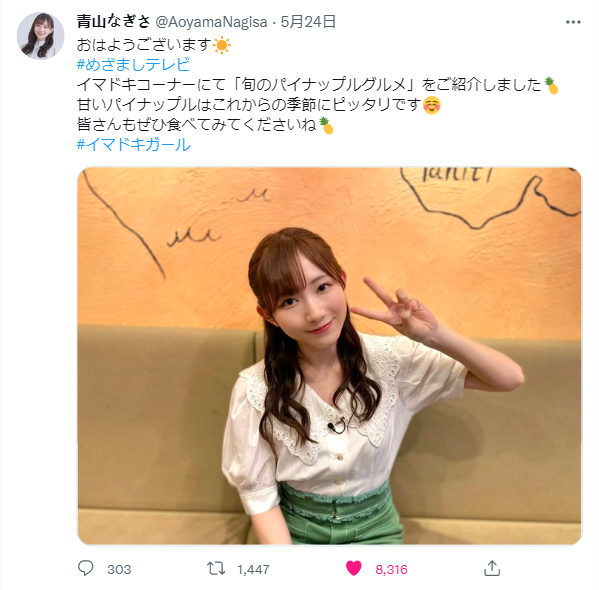 青山なぎさ @AoyamaNagisa · 5月24日
おはようございます☀️
#めざましテレビ
イマドキコーナーにて「旬のパイナップルグルメ」をご紹介しました🍍
甘いパイナップルはこれからの季節にピッタリです☺️
皆さんもぜひ食べてみてくださいね🍍
#イマドキガール
Tahiti
303 1,447 8,316